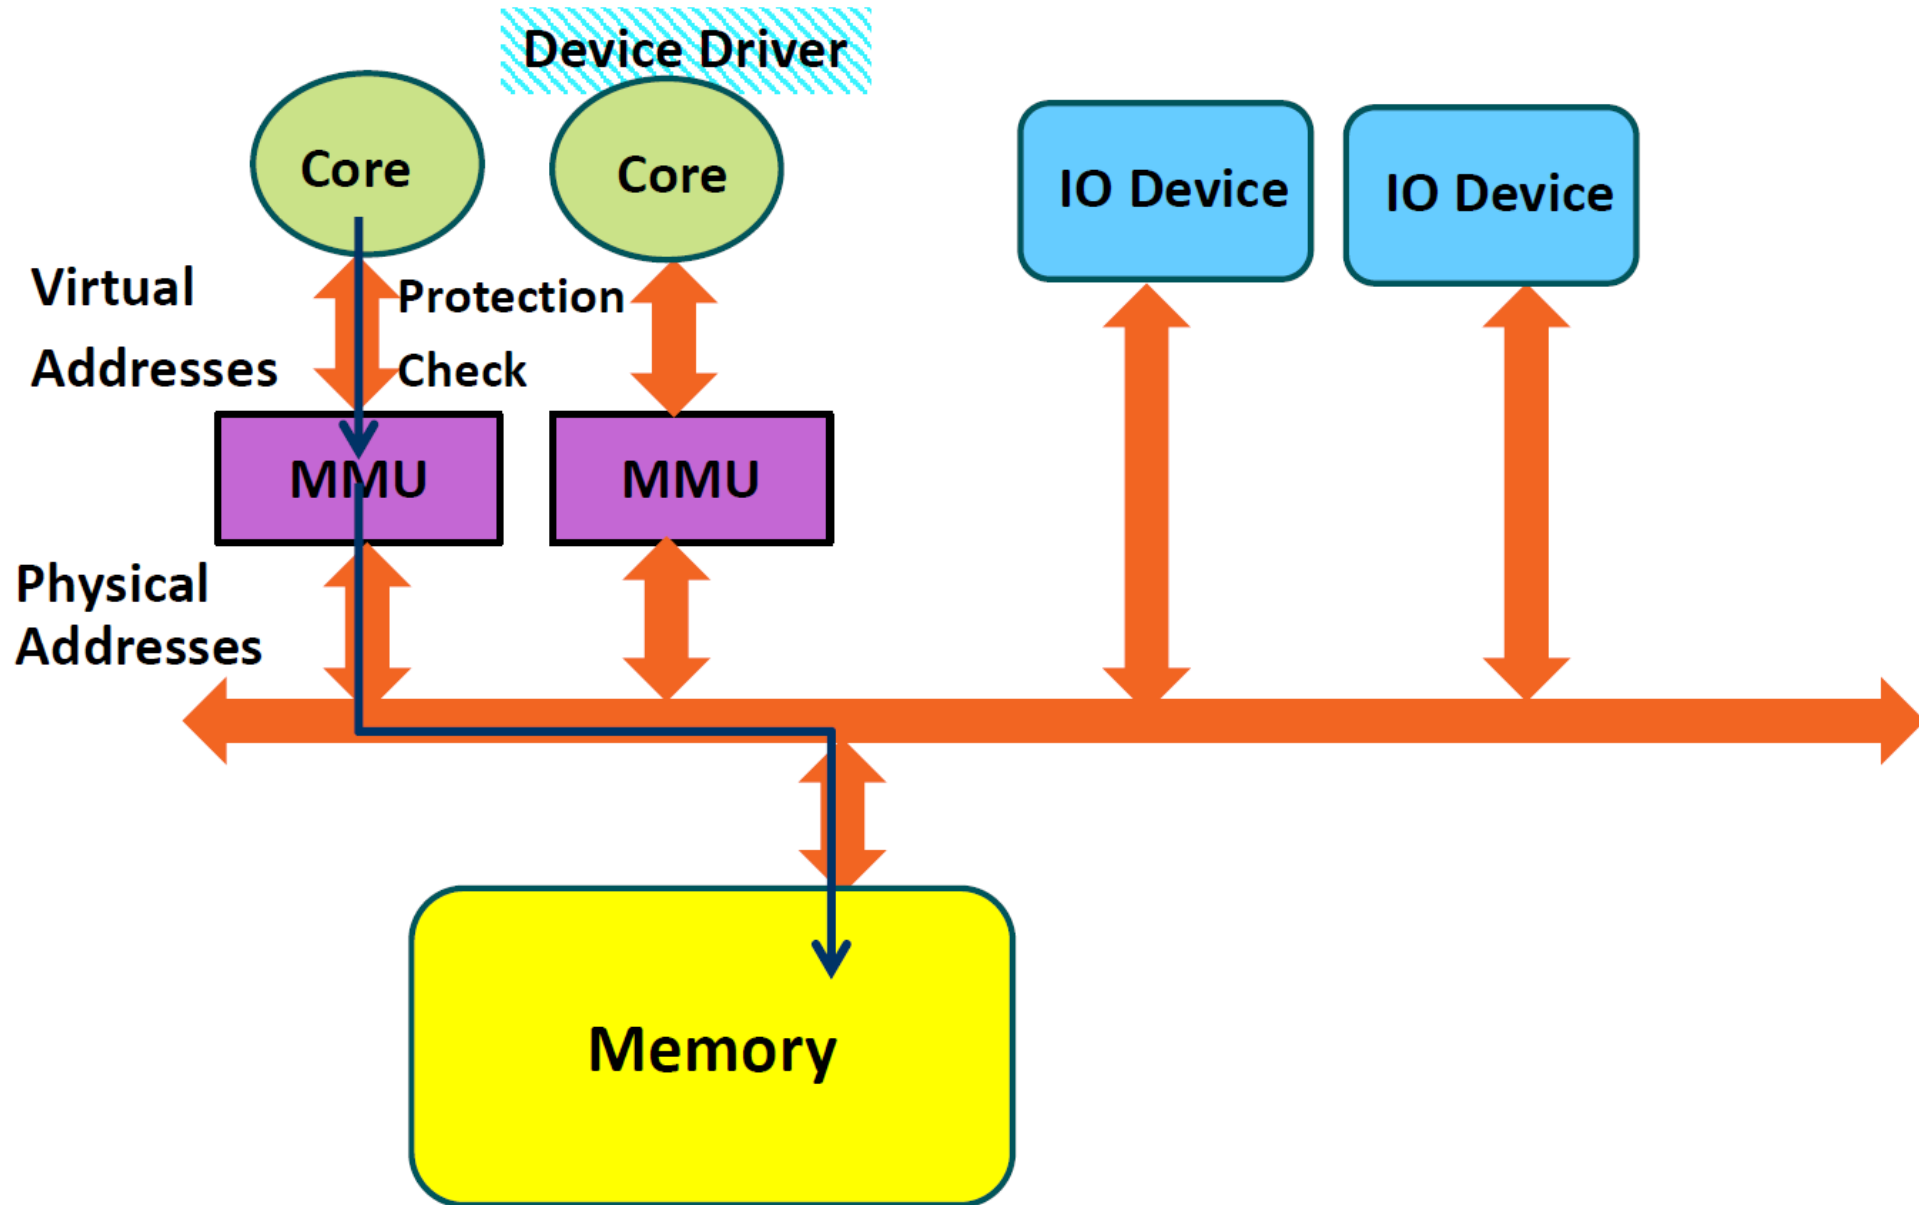 Device Driver
Core
Core
IO Device
IO Device
Virtual
Addresses
Protection
Check
MMU
MMU
Physical
Addresses
Memory